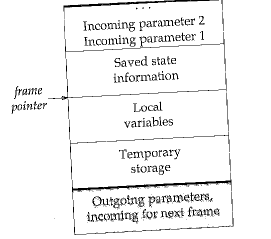 ...
Incoming parameter 2
Incoming parameter 1
Saved state
information
frame
pointer
Local
variables
Temporary
storage
Outgoing parameters,
incoming for next frame